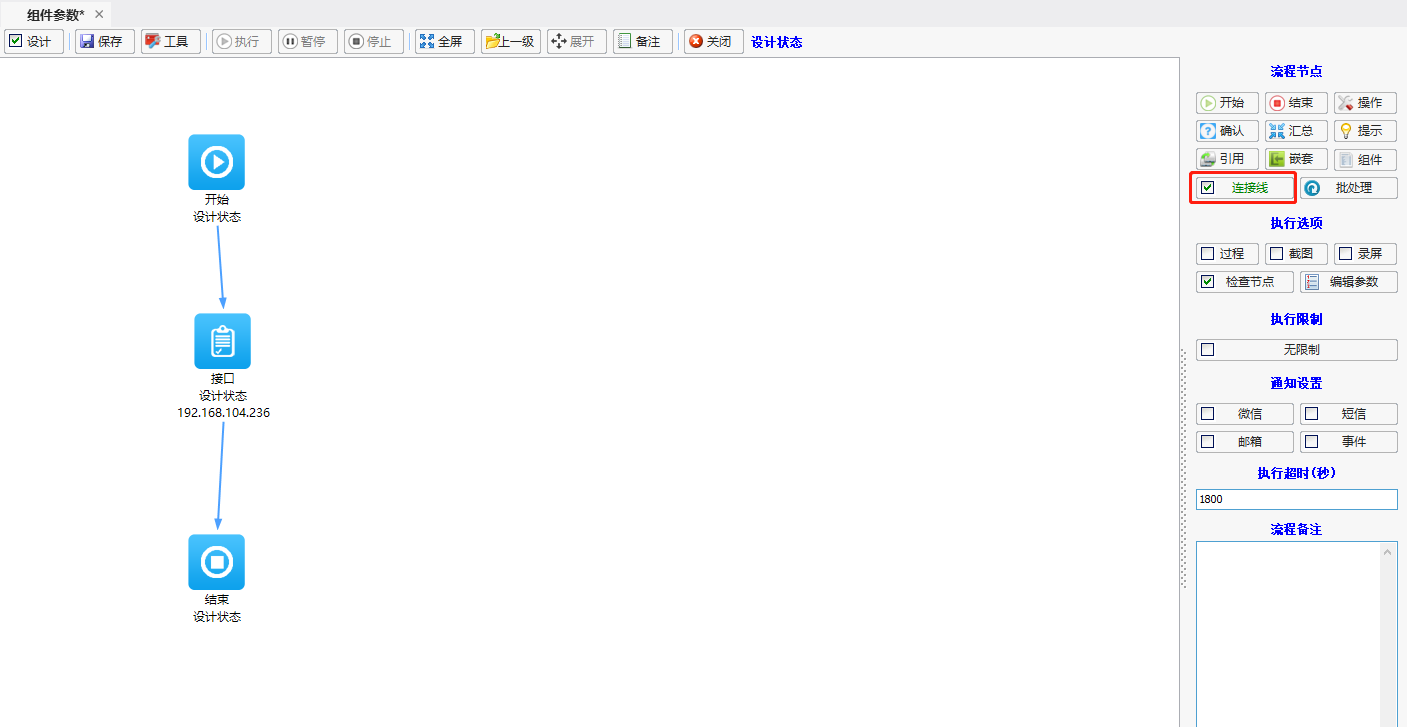 组件参数*
设计 保存 工具 执行 暂停 停止 全屏 上一级 展开 备注 关闭 设计状态
开始
设计状态
接口
设计状态
192.168.104.236
结束
设计状态
流程节点
开始 结束 操作
确认 汇总 提示
引用 嵌套 组件
连接线 批处理
执行选项
过程 截图 录屏
检查节点 编辑参数
执行限制
无限制
通知设置
微信 短信
邮箱 事件
执行超时(秒)
1800
流程备注